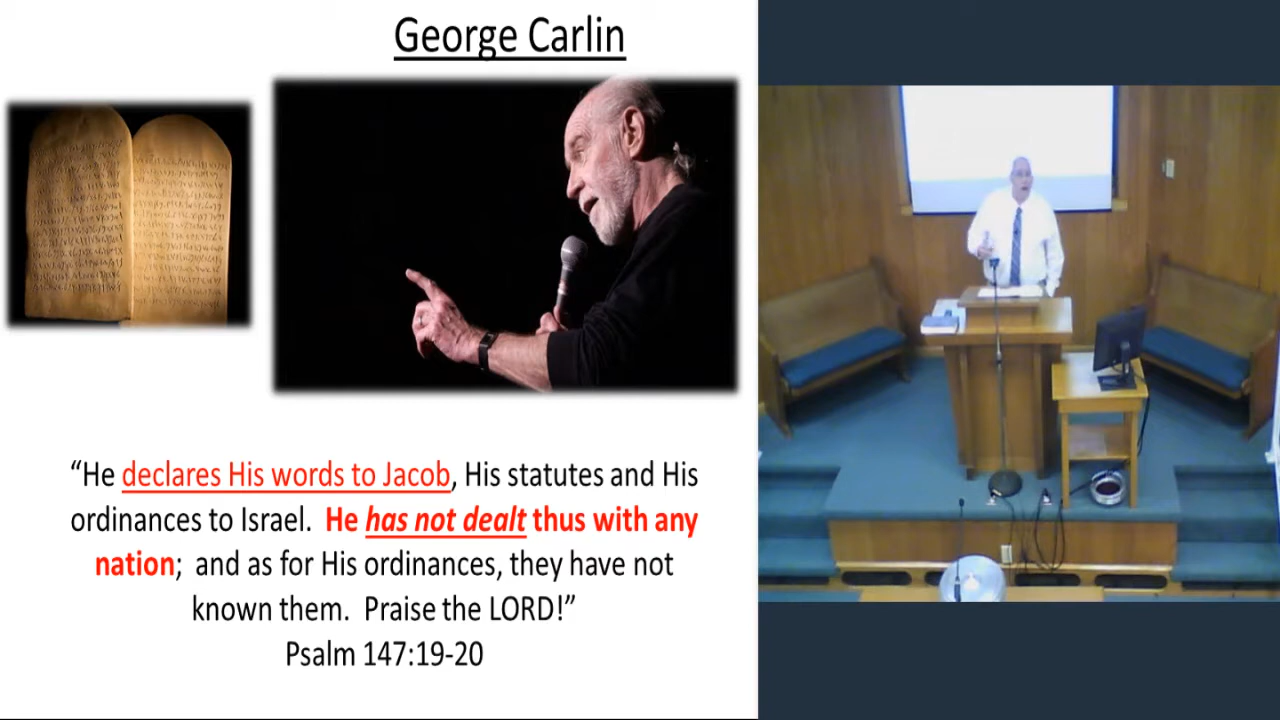 George Carlin
“He declares His words to Jacob, His statutes and His
ordinances to Israel.  He has not dealt thus with any
nation;  and as for His ordinances, they have not
known them.  Praise the LORD!”
Psalm 147:19-20